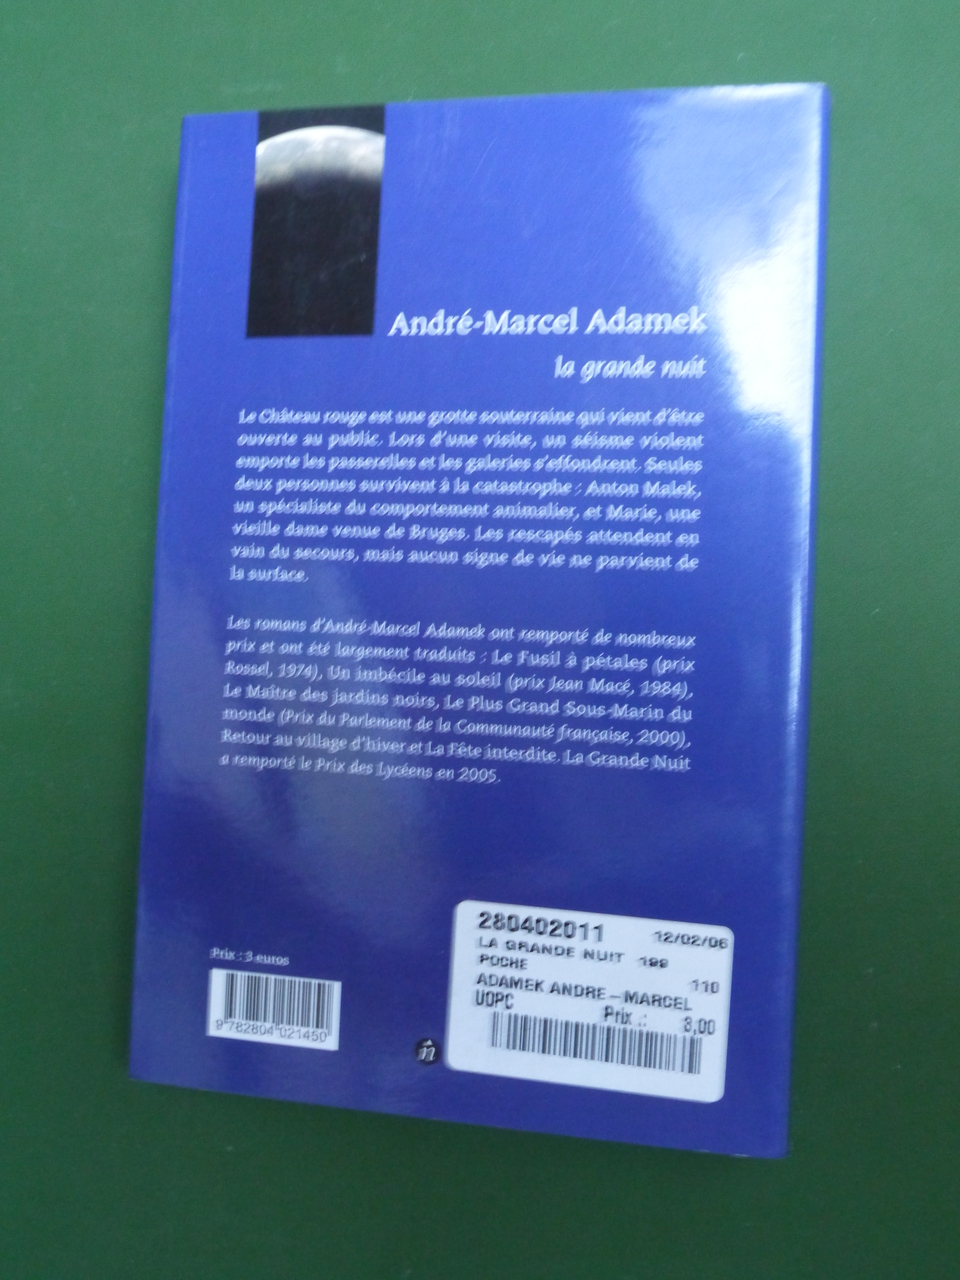 André-Marcel Adamek
la grande nuit
Le Château rouge est une grotte souterraine qui vient d'être
ouverte au public. Lors d'une visite, un séisme violent
emporte les passerelles et les galeries s'effondrent. Seules
deux personnes survivent à la catastrophe : Anton Malek,
un spécialiste du comportement animalier, et Marie, une
vieille dame venue de Bruges. Les rescapés attendent en
vain du secours, mais aucun signe de vie ne parvient de
la surface.
Les romans d'André-Marcel Adamek ont remporté de nombreux
prix et ont été largement traduits : Le Fusil à pétales (prix
Rossel, 1974), Un imbécile au soleil (prix Jean Macé, 1984),
Le Maître des jardins noirs, Le Plus Grand Sous-Marin du
monde (Prix du Parlement de la Communauté française, 2000),
Retour au village d'hiver et La Fête interdite. La Grande Nuit
a remporté le Prix des Lycéens en 2005.
Prix : 3 euros
9 782804 021450
280402011 12/02/06
LA GRANDE NUIT 199
POCHE 110
ADAMEK ANDRE-MARCEL
UOPC Prix : 3,00